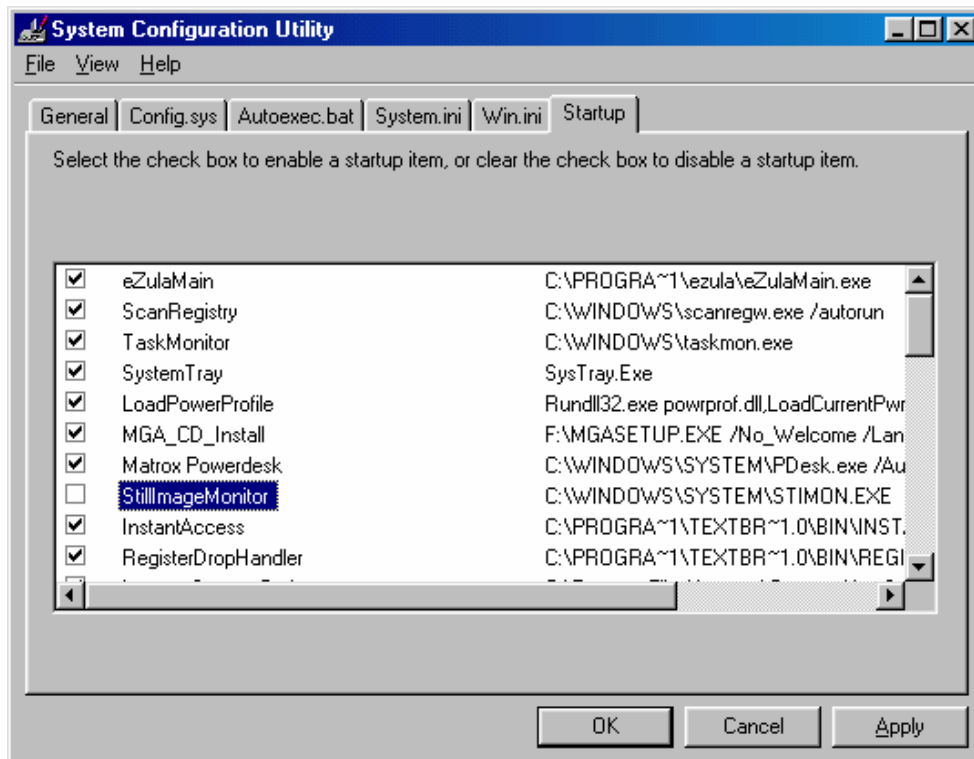 System Configuration Utility
File View Help
General Config.sys Autoexec.bat System.ini Win.ini Startup
Select the check box to enable a startup item, or clear the check box to disable a startup item.
eZulaMain C:\PROGRA~1\ezula\eZulaMain.exe
ScanRegistry C:\WINDOWS\scanregw.exe /autorun
TaskMonitor C:\WINDOWS\taskmon.exe
SystemTray SysTray.Exe
LoadPowerProfile Rundll32.exe powrprof.dll,LoadCurrentPwr
MGA_CD_Install F:\MGASETUP.EXE /No_Welcome /Lan
Matrox Powerdesk C:\WINDOWS\SYSTEM\PDesk.exe /Au
StillImageMonitor C:\WINDOWS\SYSTEM\STIMON.EXE
InstantAccess C:\PROGRA~1\TEXTBR~1.0\BIN\INST
RegisterDropHandler C:\PROGRA~1\TEXTBR~1.0\BIN\REGI
OK Cancel Apply